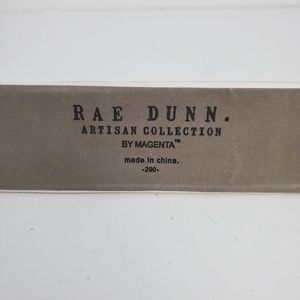 RAE DUNN.
ARTISAN COLLECTION
BY MAGENTA™
made in china.
-290-